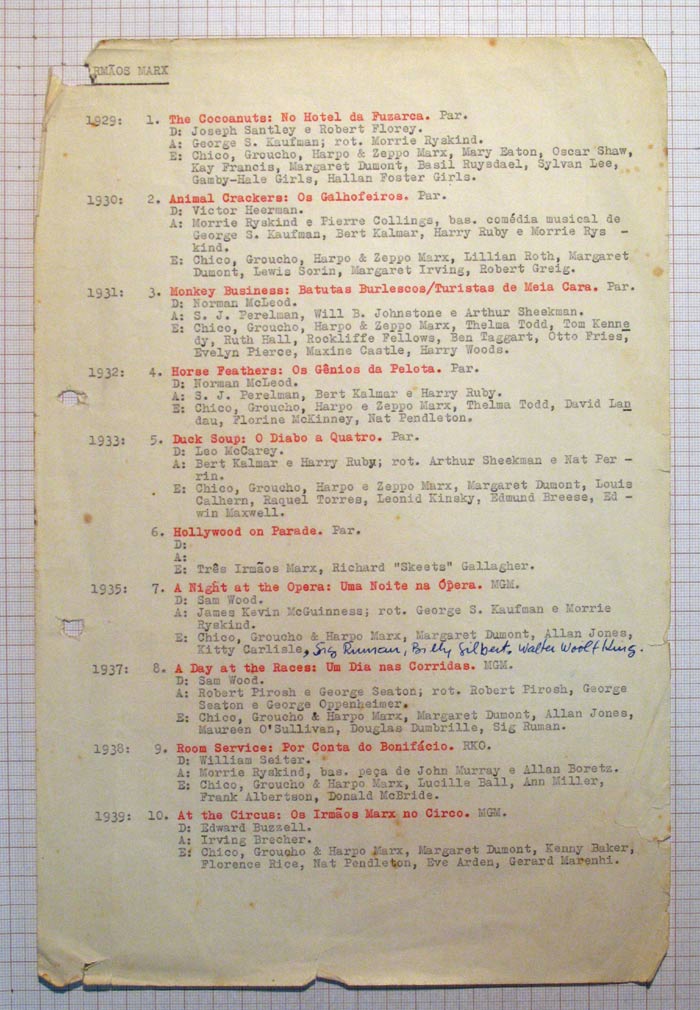 RMÃOS MARX
1929: 1. The Cocoanuts: No Hotel da Fuzarca. Par.
D: Joseph Santley e Robert Florey.
A: George S. Kaufman; rot. Morrie Ryskind.
E: Chico, Groucho, Harpo & Zeppo Marx, Mary Eaton, Oscar Shaw,
Kay Francis, Margaret Dumont, Basil Ruysdael, Sylvan Lee,
Gamby-Hale Girls, Hallan Foster Girls.
1930: 2. Animal Crackers: Os Galhofeiros. Par.
D: Victor Heerman.
A: Morrie Ryskind e Pierre Collings, bas. comédia musical de
George S. Kaufman, Bert Kalmar, Harry Ruby e Morrie Rys -
kind.
E: Chico, Groucho, Harpo & Zeppo Marx, Lillian Roth, Margaret
Dumont, Lewis Sorin, Margaret Irving, Robert Greig.
1931: 3. Monkey Business: Batutas Burlescos/Turistas de Meia Cara. Par.
D: Norman McLeod.
A: S. J. Perelman, Will B. Johnstone e Arthur Sheekman.
E: Chico, Groucho, Harpo & Zeppo Marx, Thelma Todd, Tom Kenne
dy, Ruth Hall, Rockliffe Fellows, Ben Taggart, Otto Fries,
Evelyn Pierce, Maxine Castle, Harry Woods.
1932: 4. Horse Feathers: Os Gênios da Pelota. Par.
D: Norman McLeod.
A: S. J. Perelman, Bert Kalmar e Harry Ruby.
E: Chico, Groucho, Harpo e Zeppo Marx, Thelma Todd, David Lan
dau, Florine McKinney, Nat Pendleton.
1933: 5. Duck Soup: O Diabo a Quatro. Par.
D: Leo McCarey.
A: Bert Kalmar e Harry Ruby; rot. Arthur Sheekman e Nat Per -
rin.
E: Chico, Groucho, Harpo e Zeppo Marx, Margaret Dumont, Louis
Calhern, Raquel Torres, Leonid Kinsky, Edmund Breese, Ed -
win Maxwell.
6. Hollywood on Parade. Par.
D:
A:
E: Três Irmãos Marx, Richard "Skeets" Gallagher.
1935: 7. A Night at the Opera: Uma Noite na Ópera. MGM.
D: Sam Wood.
A: James Kevin McGuinness; rot. George S. Kaufman e Morrie
Ryskind.
E: Chico, Groucho & Harpo Marx, Margaret Dumont, Allan Jones,
Kitty Carlisle, Sig Ruman, Billy Gilbert, Walter Woolf King.
1937: 8. A Day at the Races: Um Dia nas Corridas. MGM.
D: Sam Wood.
A: Robert Pirosh e George Seaton; rot. Robert Pirosh, George
Seaton e George Oppenheimer.
E: Chico, Groucho & Harpo Marx, Margaret Dumont, Allan Jones,
Maureen O'Sullivan, Douglas Dumbrille, Sig Ruman.
1938: 9. Room Service: Por Conta do Bonifácio. RKO.
D: William Seiter.
A: Morrie Ryskind, bas. peça de John Murray e Allan Boretz.
E: Chico, Groucho & Harpo Marx, Lucille Ball, Ann Miller,
Frank Albertson, Donald McBride.
1939: 10. At the Circus: Os Irmãos Marx no Circo. MGM.
D: Edward Buzzell.
A: Irving Brecher.
E: Chico, Groucho & Harpo Marx, Margaret Dumont, Kenny Baker,
Florence Rice, Nat Pendleton, Eve Arden, Gerard Marenhi.